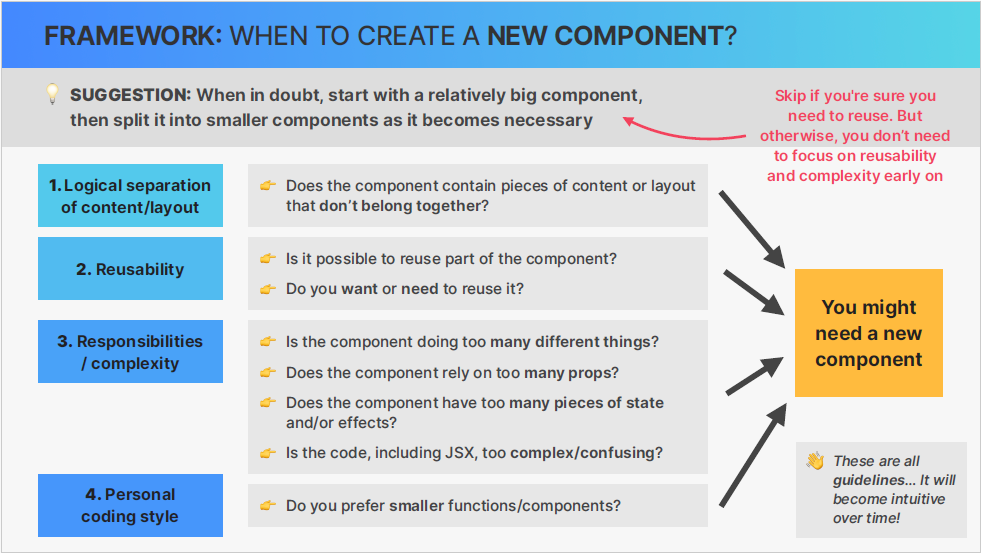 FRAMEWORK: WHEN TO CREATE A NEW COMPONENT?
SUGGESTION: When in doubt, start with a relatively big component,
then split it into smaller components as it becomes necessary
Skip if you're sure you
need to reuse. But
otherwise, you don't need
to focus on reusability
and complexity early on
1. Logical separation
of content/layout
Does the component contain pieces of content or layout
that don't belong together?
2. Reusability
Is it possible to reuse part of the component?
Do you want or need to reuse it?
3. Responsibilities
/ complexity
Is the component doing too many different things?
Does the component rely on too many props?
Does the component have too many pieces of state
and/or effects?
Is the code, including JSX, too complex/confusing?
4. Personal
coding style
Do you prefer smaller functions/components?
You might
need a new
component
These are all
guidelines... It will
become intuitive
over time!